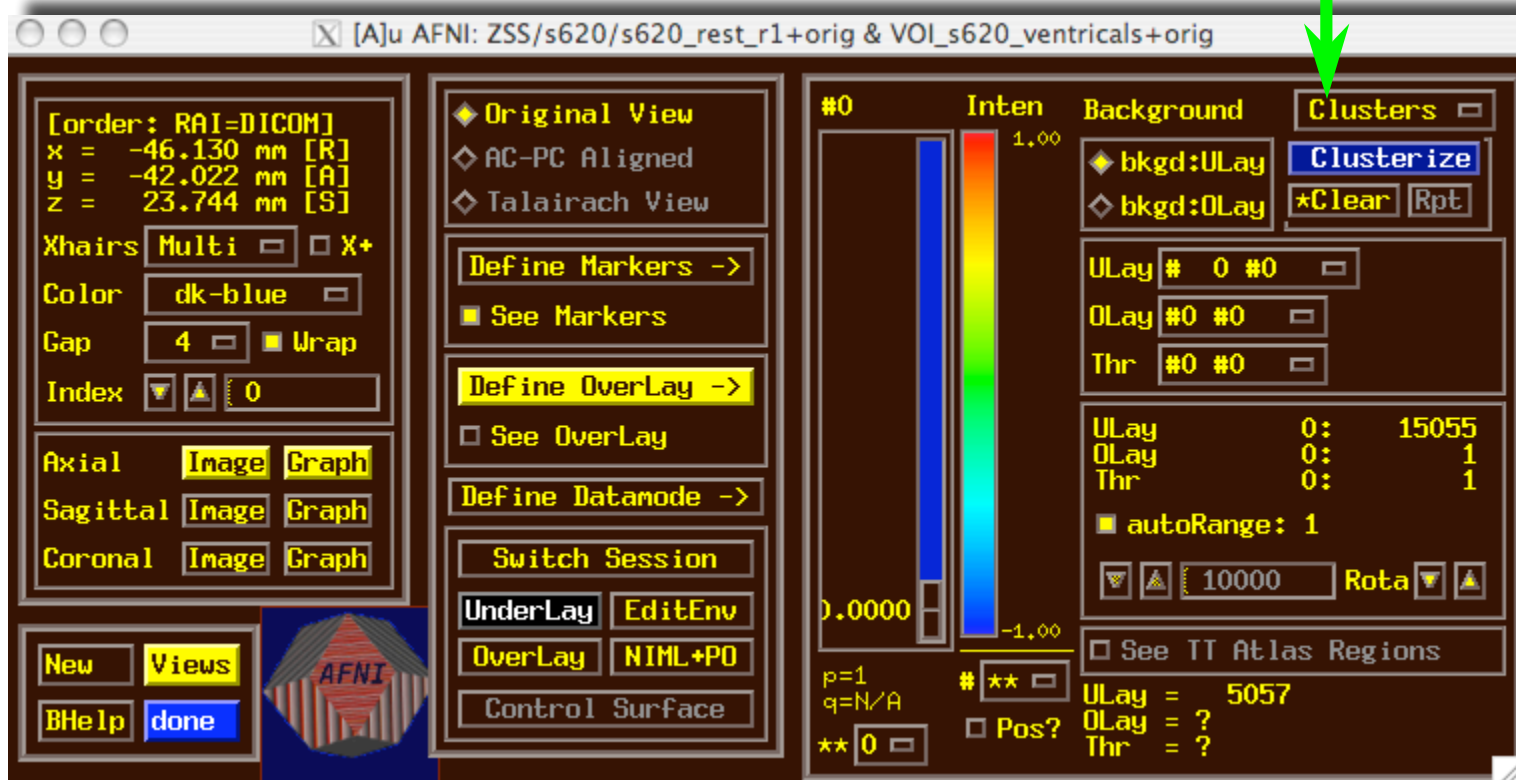 [A]u AFNI: ZSS/s620/s620_rest_r1+orig & VOI_s620_ventricals+orig
[order: RAI=DICOM]
x = -46.130 mm [R]
y = -42.022 mm [A]
z = 23.744 mm [S]
Xhairs Multi X+
Color dk-blue
Gap 4 Wrap
Index 0
Axial Image Graph
Sagittal Image Graph
Coronal Image Graph
New Views
BHelp done
AFNI
Original View
AC-PC Aligned
Talairach View
Define Markers ->
See Markers
Define OverLay ->
See OverLay
Define Datamode ->
Switch Session
UnderLay EditEnv
OverLay NIML+PO
Control Surface
#0 Inten
1.00
0.0000
-1.00
p=1
q=N/A
# **
Pos?
** 0
Background Clusters
bkgd:ULay Clusterize
bkgd:OLay *Clear Rpt
ULay # 0 #0
OLay #0 #0
Thr #0 #0
ULay 0: 15055
OLay 0: 1
Thr 0: 1
autoRange: 1
10000 Rota
See TT Atlas Regions
ULay = 5057
OLay = ?
Thr = ?